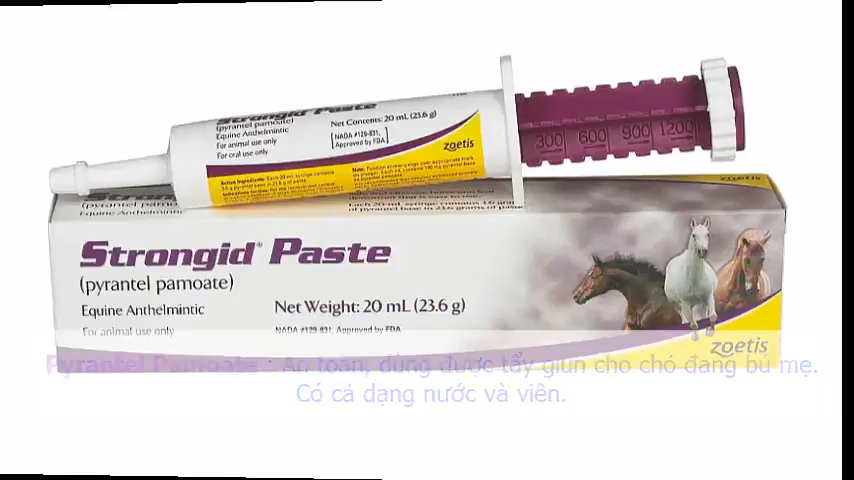 Strongid Paste
(pyrantel pamoate)
Equine Anthelmintic
For animal use only
For oral use only
Net Contents: 20 mL (23.6 g)
NADA #129-831,
Approved by FDA
zoetis
300 600 900 1200
zoetis
Equine Anthelmintic
Strongid® Paste
(pyrantel pamoate)
Equine Anthelmintic
For animal use only
Net Weight: 20 mL (23.6 g)
NADA #129-831, Approved by FDA
zoetis
Pyrantel Pamoate : An toàn, dùng được tẩy giun cho chó đang bú mẹ.
Có cả dạng nước và viên.